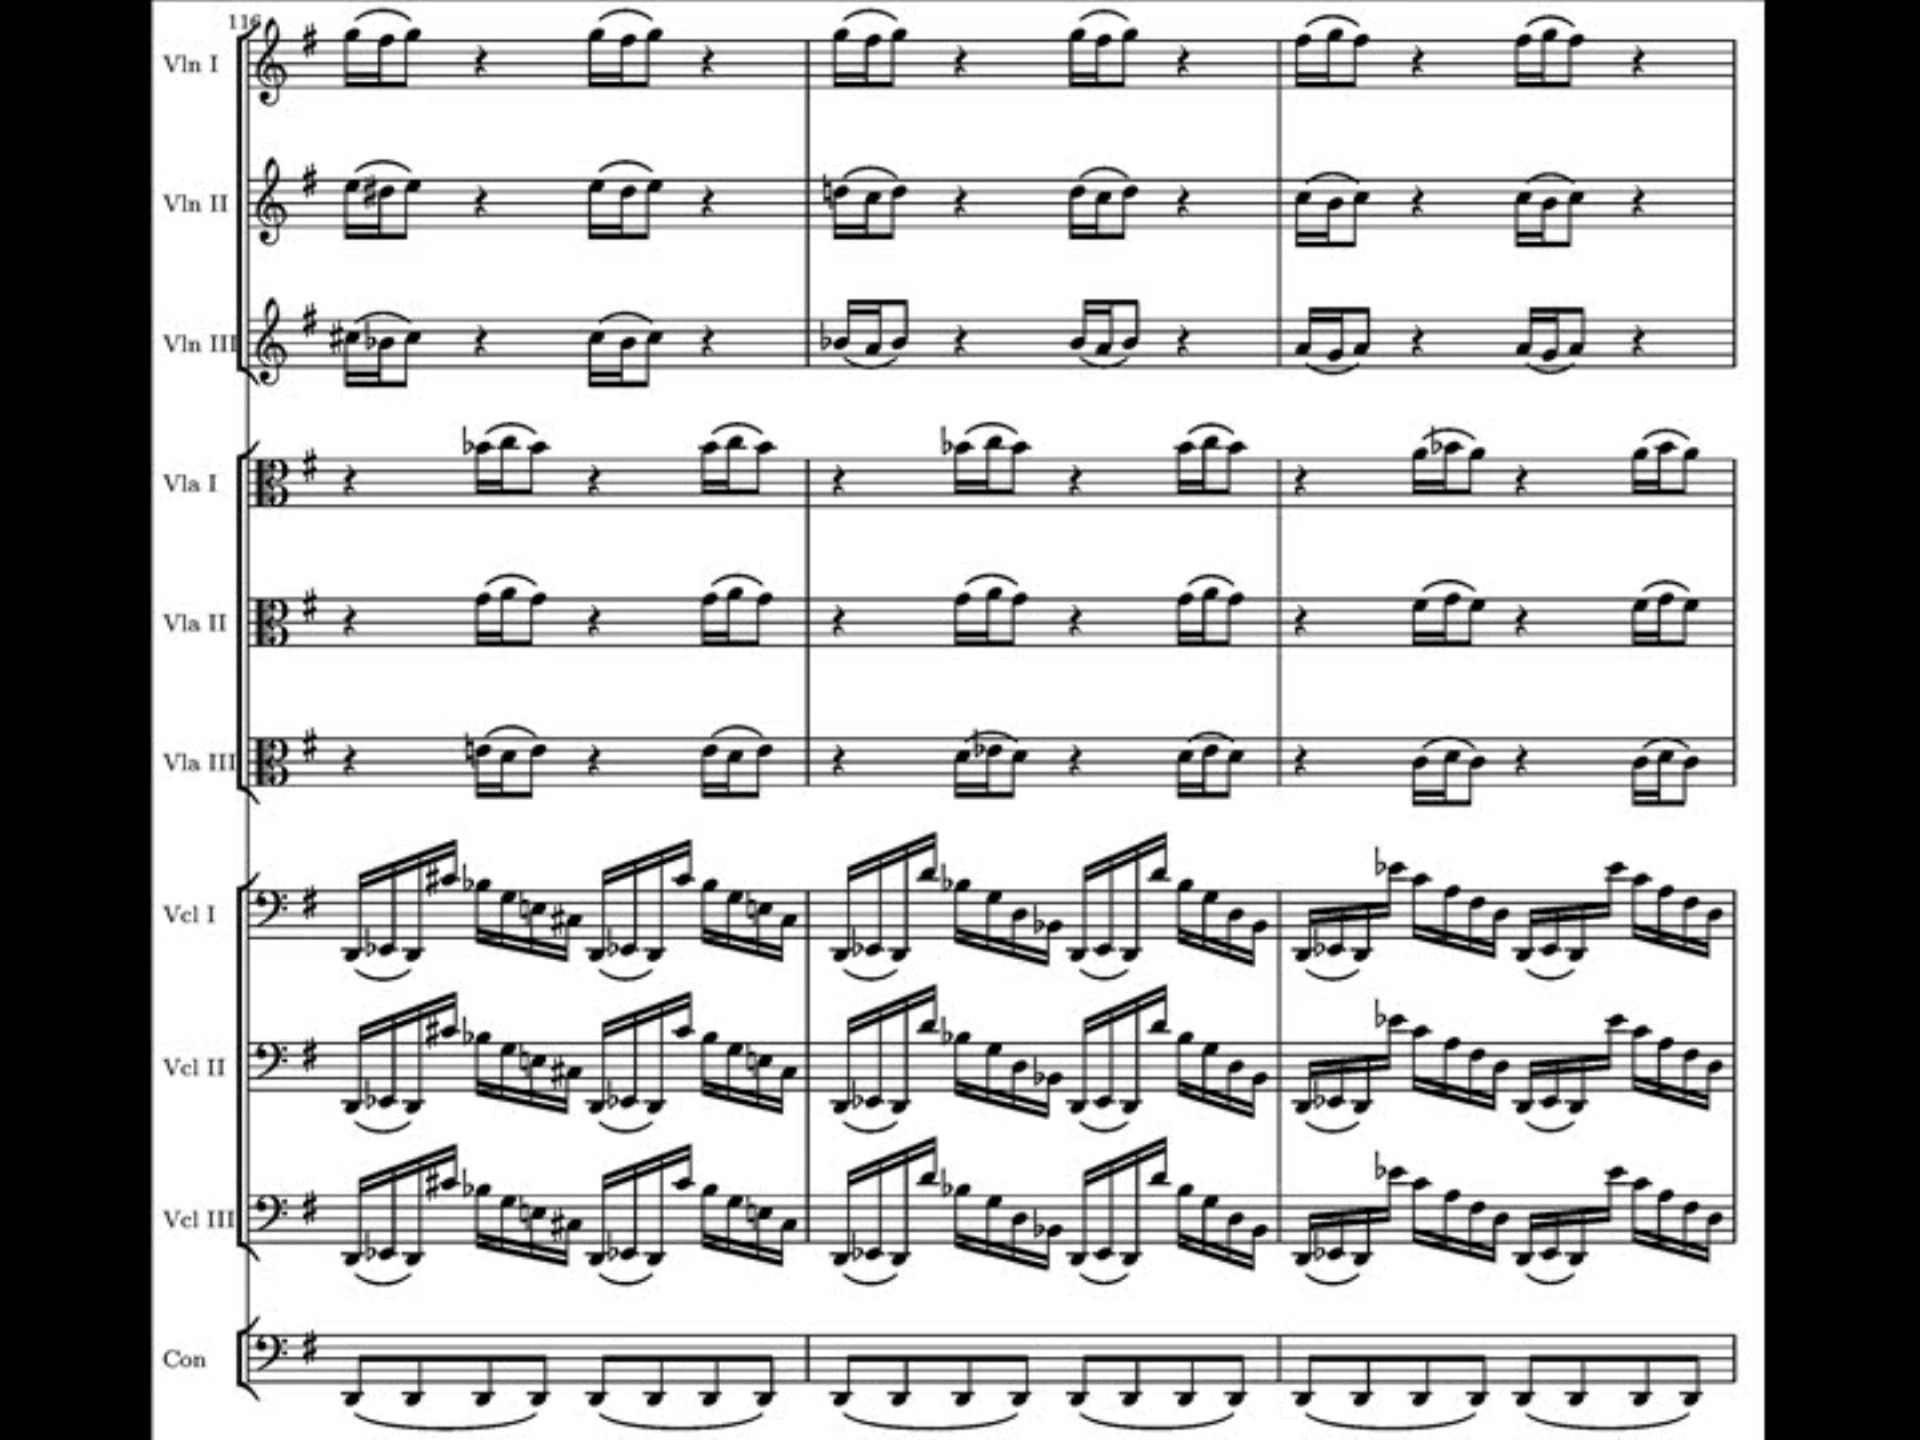 116
Vln I
Vln II
Vln III
Vla I
Vla II
Vla III
Vcl I
Vcl II
Vcl III
Con